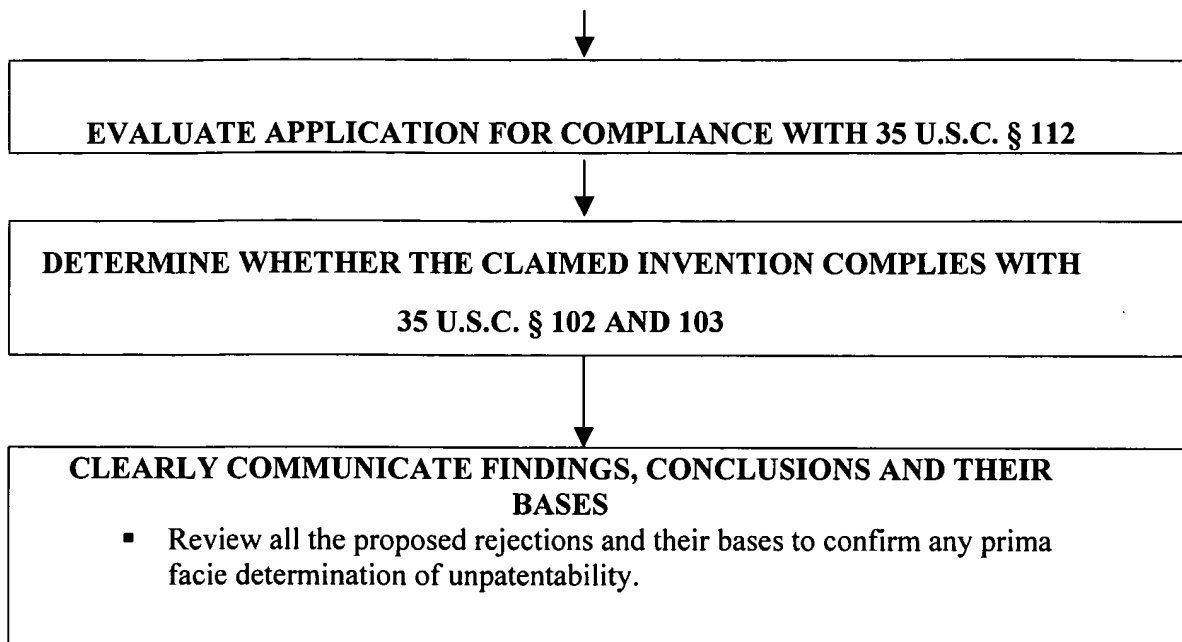 EVALUATE APPLICATION FOR COMPLIANCE WITH 35 U.S.C. § 112
DETERMINE WHETHER THE CLAIMED INVENTION COMPLIES WITH
35 U.S.C. § 102 AND 103
CLEARLY COMMUNICATE FINDINGS, CONCLUSIONS AND THEIR
BASES
▪ Review all the proposed rejections and their bases to confirm any prima
facie determination of unpatentability.